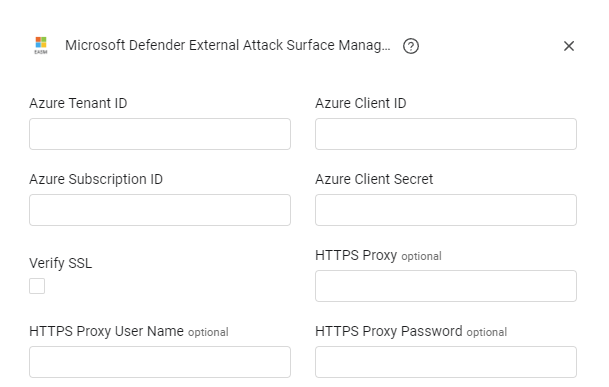 EASM
Microsoft Defender External Attack Surface Manag...
Azure Tenant ID
Azure Client ID
Azure Subscription ID
Azure Client Secret
Verify SSL
HTTPS Proxy optional
HTTPS Proxy User Name optional
HTTPS Proxy Password optional